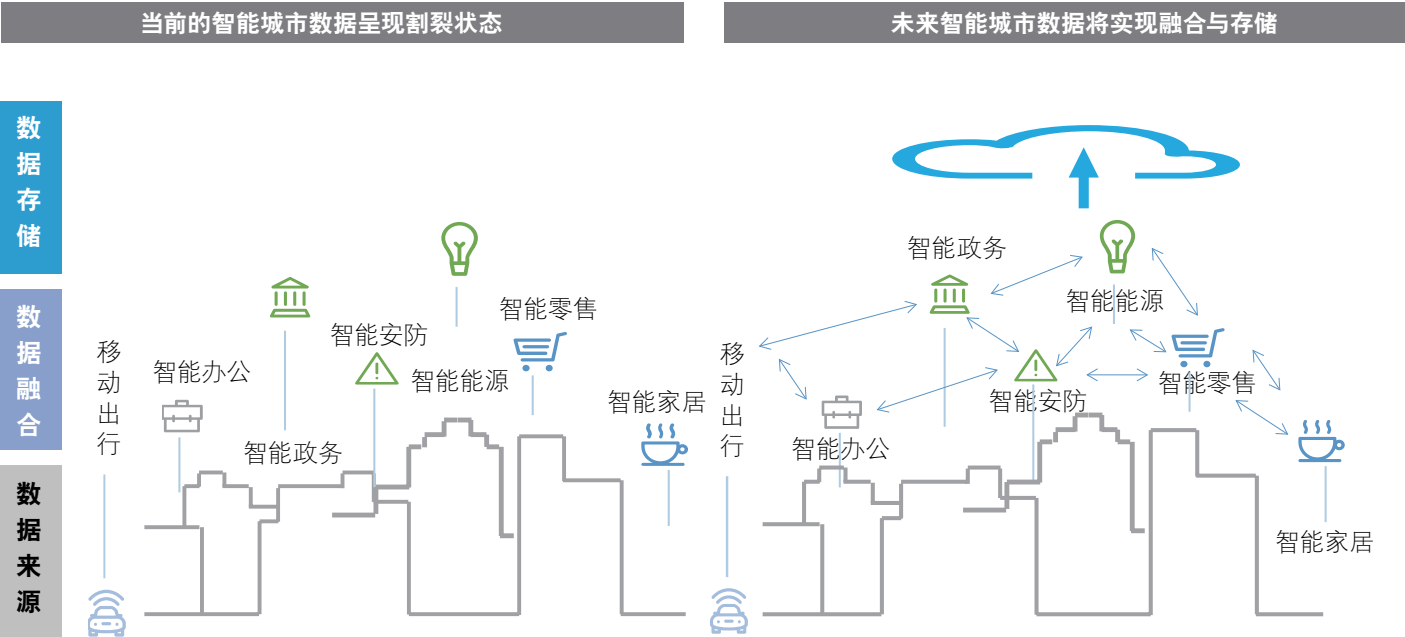 当前的智能城市数据呈现割裂状态
未来智能城市数据将实现融合与存储
数据存储
数据融合
数据来源
移动出行
智能办公
智能政务
智能安防
智能能源
智能零售
智能家居
移动出行
智能政务
智能能源
智能办公
智能安防
智能零售
智能家居